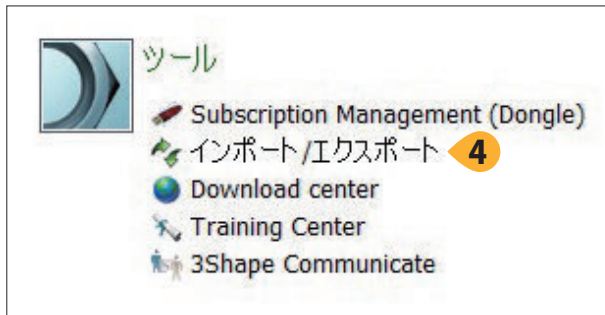 ツール
Subscription Management (Dongle)
インポート/エクスポート 4
Download center
Training Center
3Shape Communicate